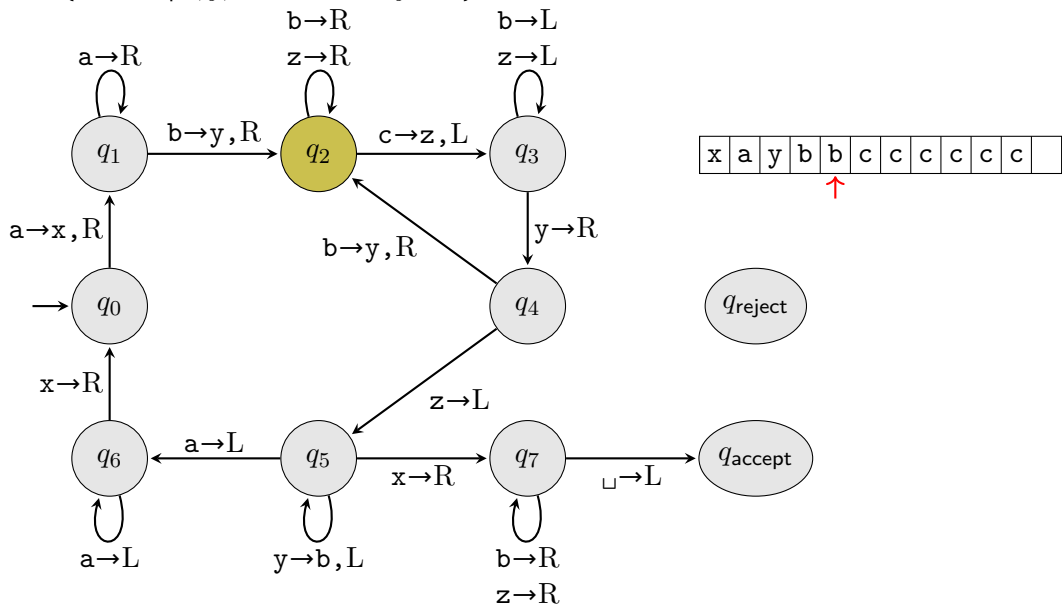 b→R
b→L
z→R
z→L
a→R
q1
b→y,R
q2
c→z,L
q3
x a y b b c c c c c c
↑
a→x,R
b→y,R
y→R
q0
q4
qreject
x→R
z→L
q6
a→L
q5
x→R
q7
␣→L
qaccept
a→L
y→b,L
b→R
z→R